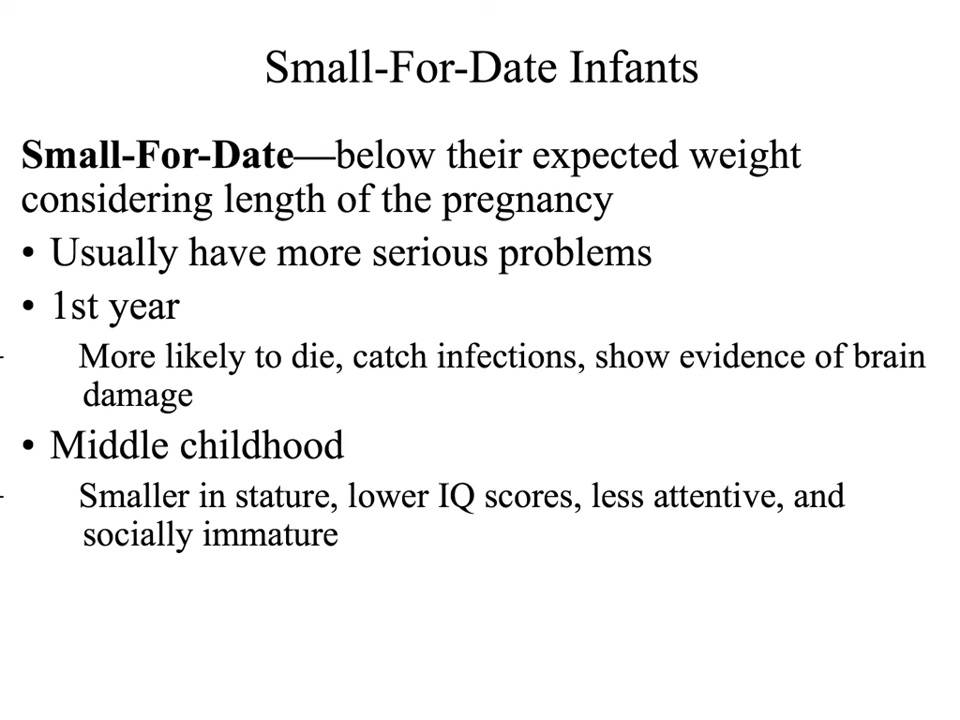 Small-For-Date Infants
Small-For-Date—below their expected weight
considering length of the pregnancy
• Usually have more serious problems
• 1st year
- More likely to die, catch infections, show evidence of brain
damage
• Middle childhood
- Smaller in stature, lower IQ scores, less attentive, and
socially immature